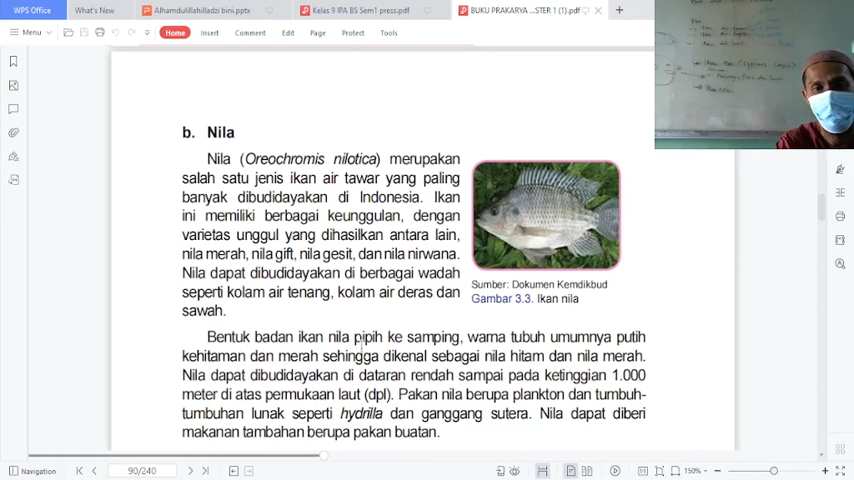 WPS Office
What's New
Alhamdulillahilladzi bini.pptx
Kelas 9 IPA BS Sem1 press.pdf
BUKU PRAKARYA ...STER 1 (1).pdf
Menu
Home
Insert
Comment
Edit
Page
Protect
Tools
b. Nila
Nila (Oreochromis nilotica) merupakan
salah satu jenis ikan air tawar yang paling
banyak dibudidayakan di Indonesia. Ikan
ini memiliki berbagai keunggulan, dengan
varietas unggul yang dihasilkan antara lain,
nila merah, nila gift, nila gesit, dan nila nirwana.
Nila dapat dibudidayakan di berbagai wadah
seperti kolam air tenang, kolam air deras dan
sawah.
Sumber: Dokumen Kemdikbud
Gambar 3.3. Ikan nila
Bentuk badan ikan nila pipih ke samping, warna tubuh umumnya putih
kehitaman dan merah sehingga dikenal sebagai nila hitam dan nila merah.
Nila dapat dibudidayakan di dataran rendah sampai pada ketinggian 1.000
meter di atas permukaan laut (dpl). Pakan nila berupa plankton dan tumbuh-
tumbuhan lunak seperti hydrilla dan ganggang sutera. Nila dapat diberi
makanan tambahan berupa pakan buatan.
Navigation
90/240
150%